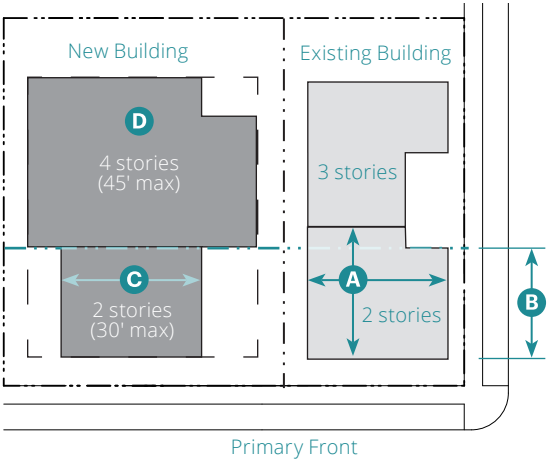 New Building
Existing Building
D
4 stories
(45' max)
3 stories
C
A
B
2 stories
(30' max)
2 stories
Primary Front